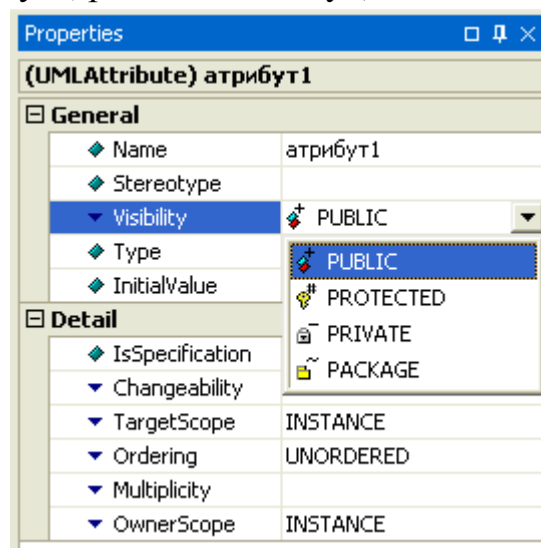 Properties
(UMLAttribute) атрибут1
General
Name атрибут1
Stereotype
Visibility PUBLIC
Type
InitialValue
PUBLIC
PROTECTED
PRIVATE
PACKAGE
Detail
IsSpecification
Changeability
TargetScope INSTANCE
Ordering UNORDERED
Multiplicity
OwnerScope INSTANCE